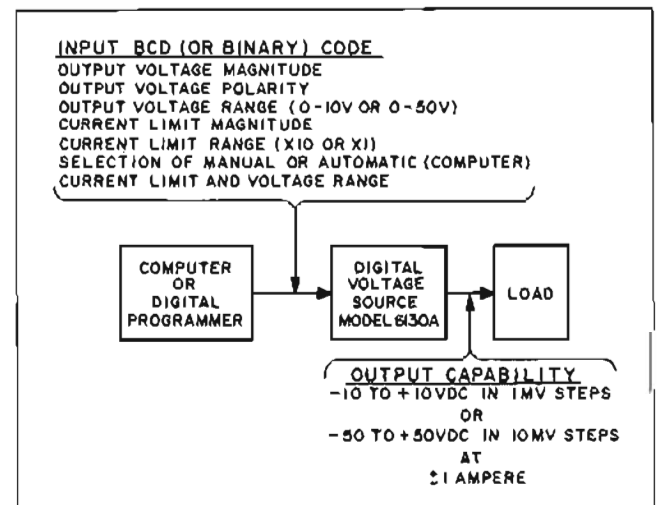 INPUT BCD (OR BINARY) CODE
OUTPUT VOLTAGE MAGNITUDE
OUTPUT VOLTAGE POLARITY
OUTPUT VOLTAGE RANGE (0-10V OR 0-50V)
CURRENT LIMIT MAGNITUDE
CURRENT LIMIT RANGE (X10 OR X1)
SELECTION OF MANUAL OR AUTOMATIC (COMPUTER)
CURRENT LIMIT AND VOLTAGE RANGE
COMPUTER
OR
DIGITAL
PROGRAMMER
DIGITAL
VOLTAGE
SOURCE
MODEL 6130A
LOAD
OUTPUT CAPABILITY
-10 TO +10VDC IN 1MV STEPS
OR
-50 TO +50VDC IN 10MV STEPS
AT
±1 AMPERE